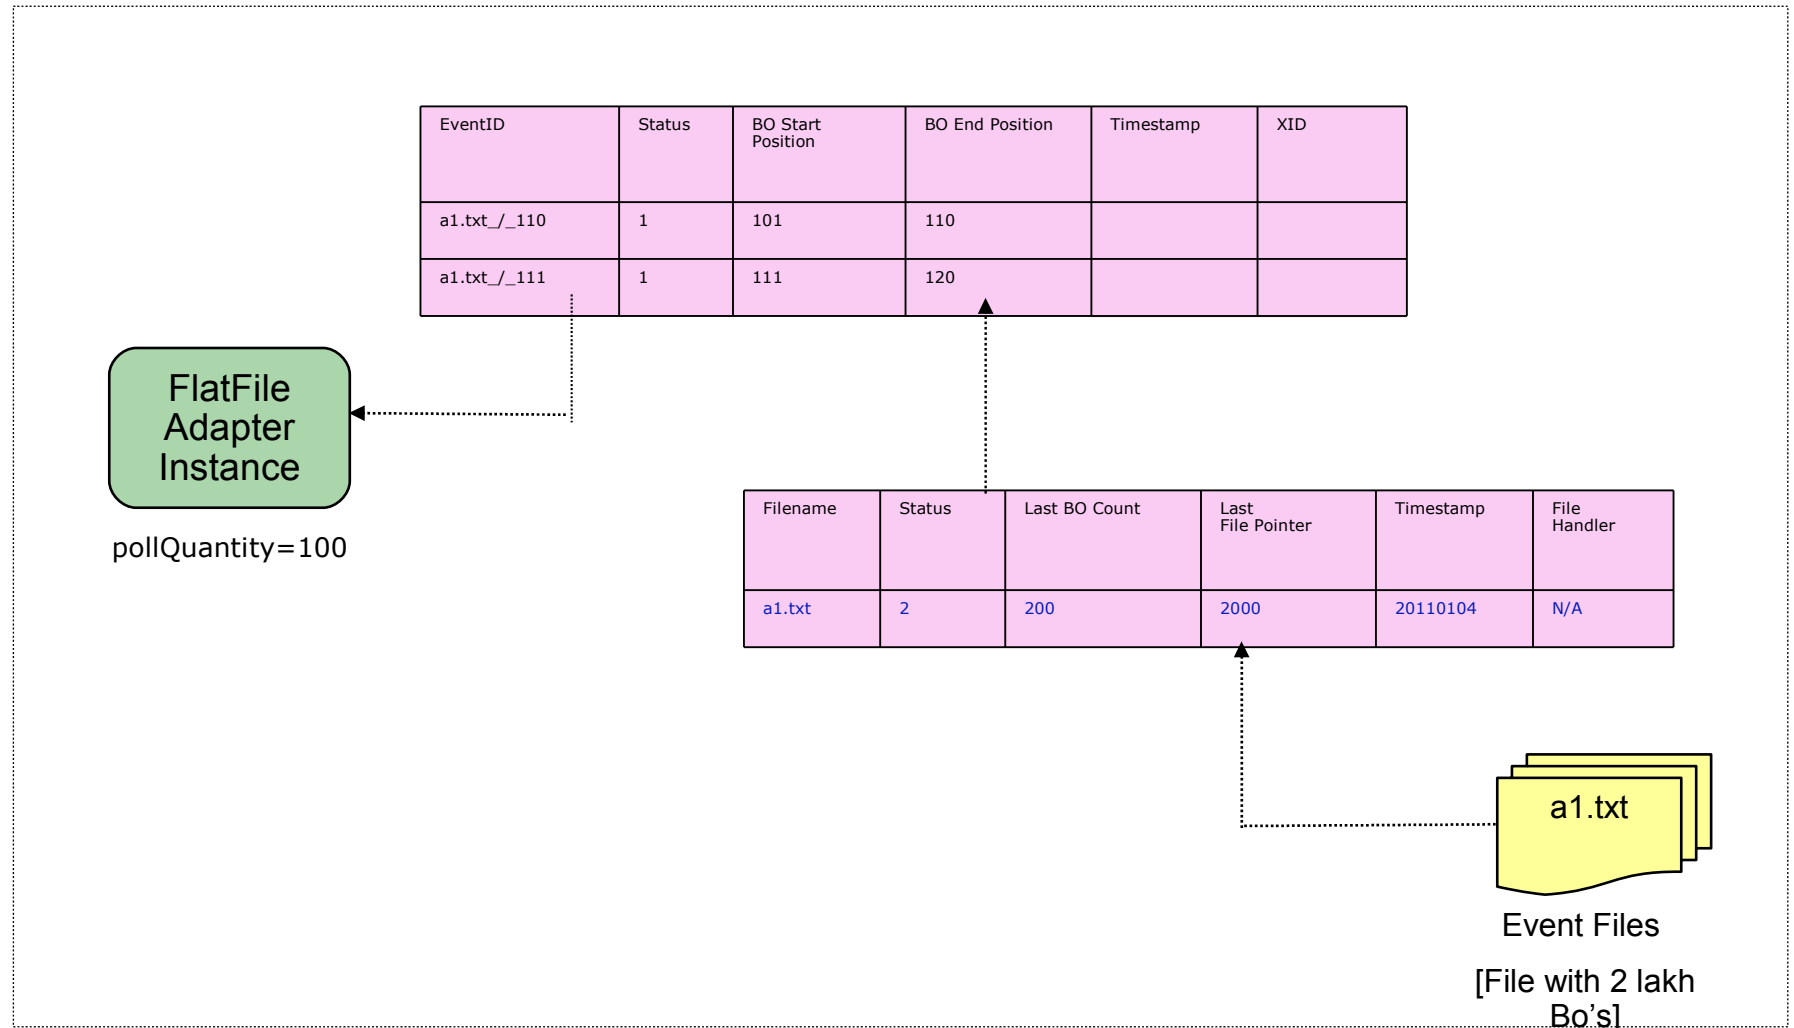 EventID Status BO Start BO End Position Timestamp XID
Position
a1.txt_/_110 1 101 110
a1.txt_/_111 1 111 120
FlatFile
Adapter
Instance
pollQuantity=100
Filename Status Last BO Count Last Timestamp File
File Pointer Handler
a1.txt 2 200 2000 20110104 N/A
a1.txt
Event Files
[File with 2 lakh
Bo's]